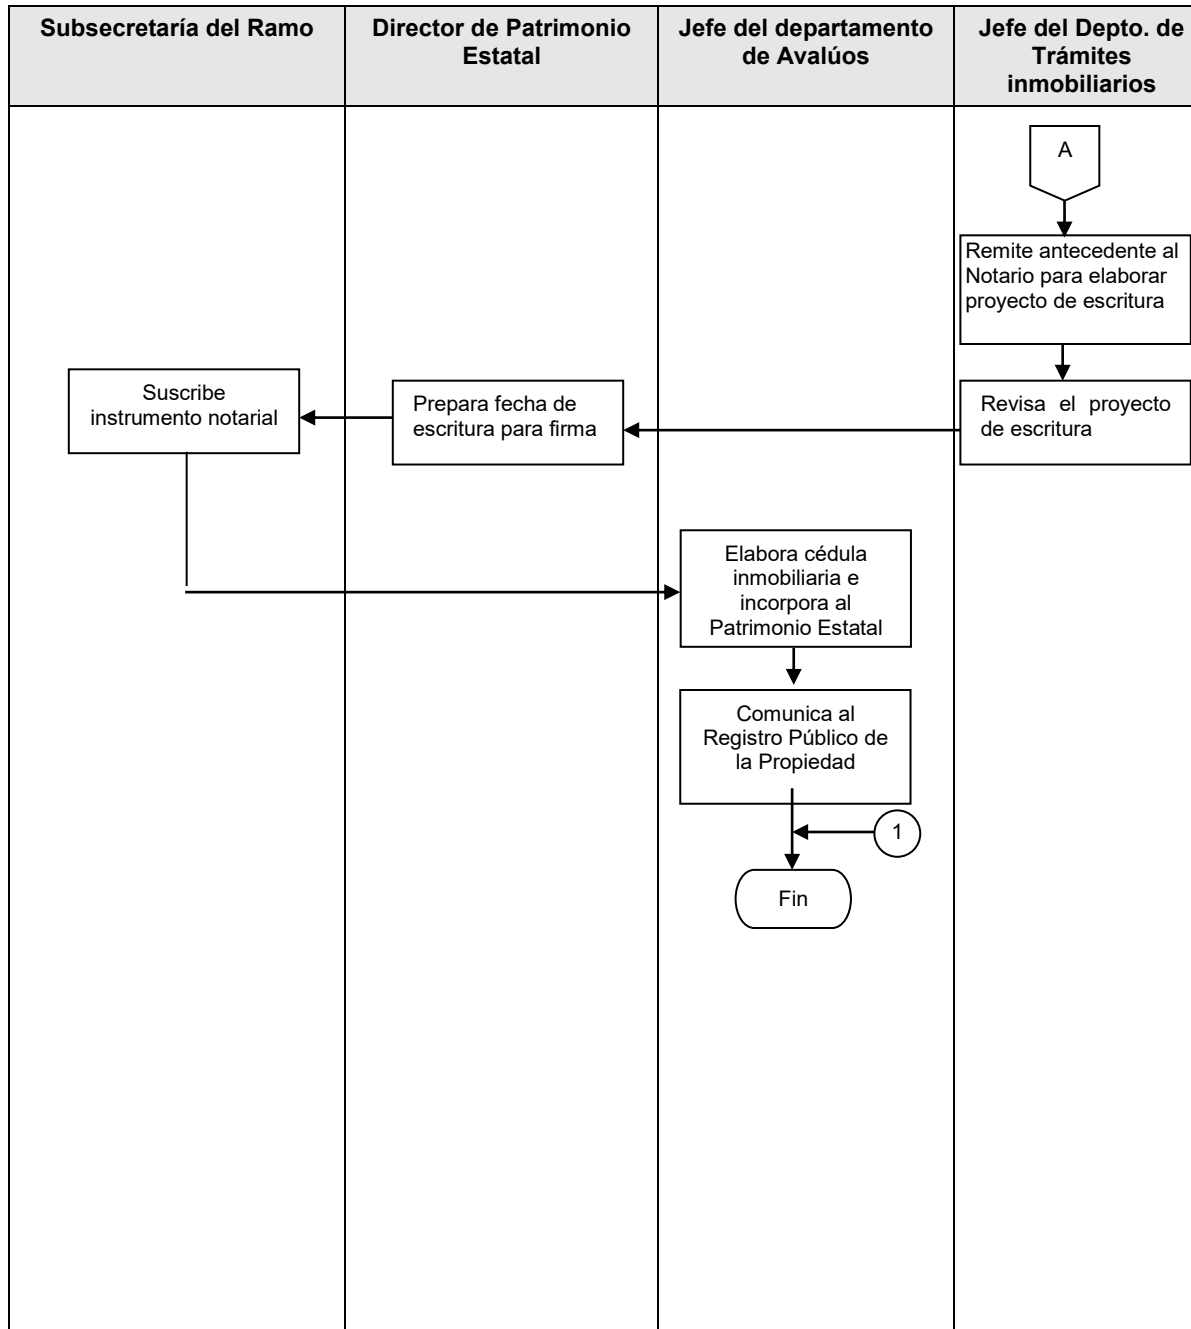 Subsecretaría del Ramo
Director de Patrimonio
Estatal
Jefe del departamento
de Avalúos
Jefe del Depto. de
Trámites
inmobiliarios
A
Remite antecedente al
Notario para elaborar
proyecto de escritura
Revisa el proyecto
de escritura
Prepara fecha de
escritura para firma
Suscribe
instrumento notarial
Elabora cédula
inmobiliaria e
incorpora al
Patrimonio Estatal
Comunica al
Registro Público de
la Propiedad
1
Fin